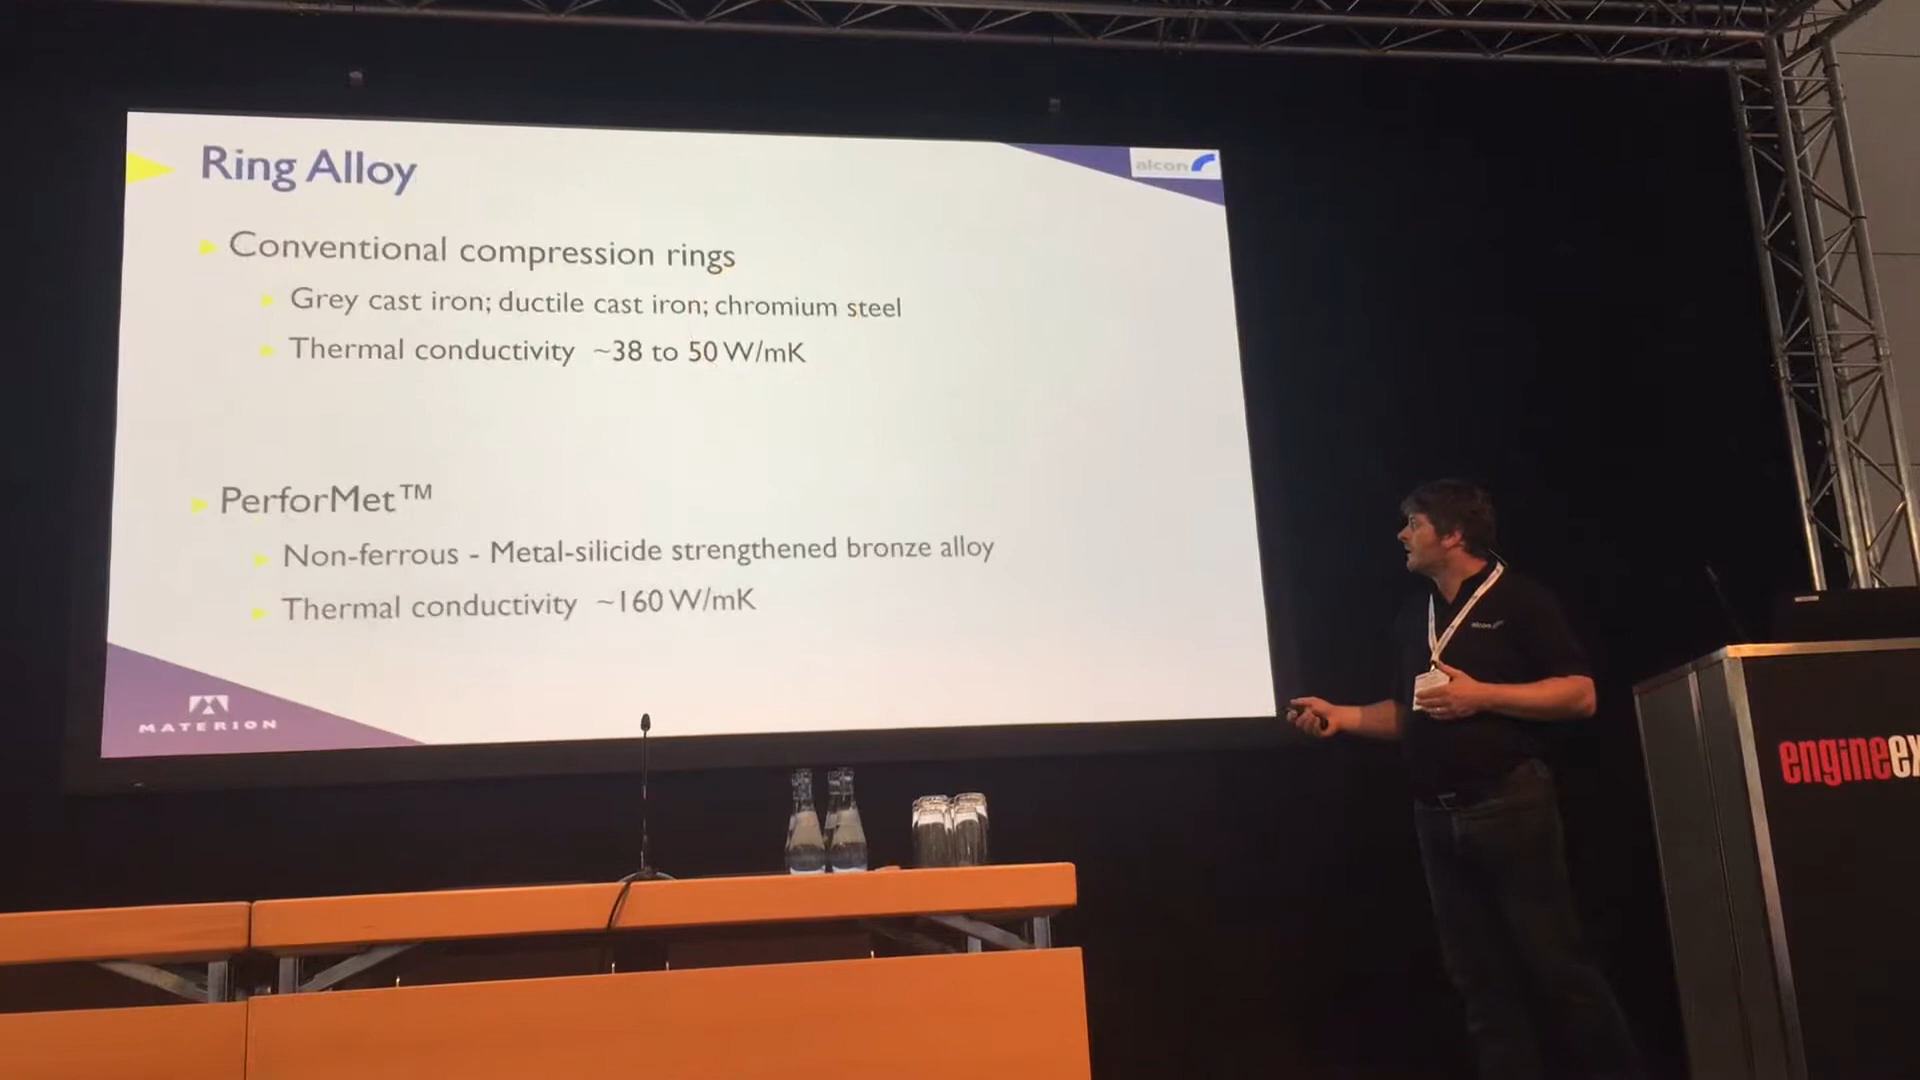 Ring Alloy
alcon
Conventional compression rings
Grey cast iron; ductile cast iron; chromium steel
Thermal conductivity ~38 to 50 W/mK
PerforMet™
Non-ferrous - Metal-silicide strengthened bronze alloy
Thermal conductivity ~160 W/mK
MATERION
alcon
engineex